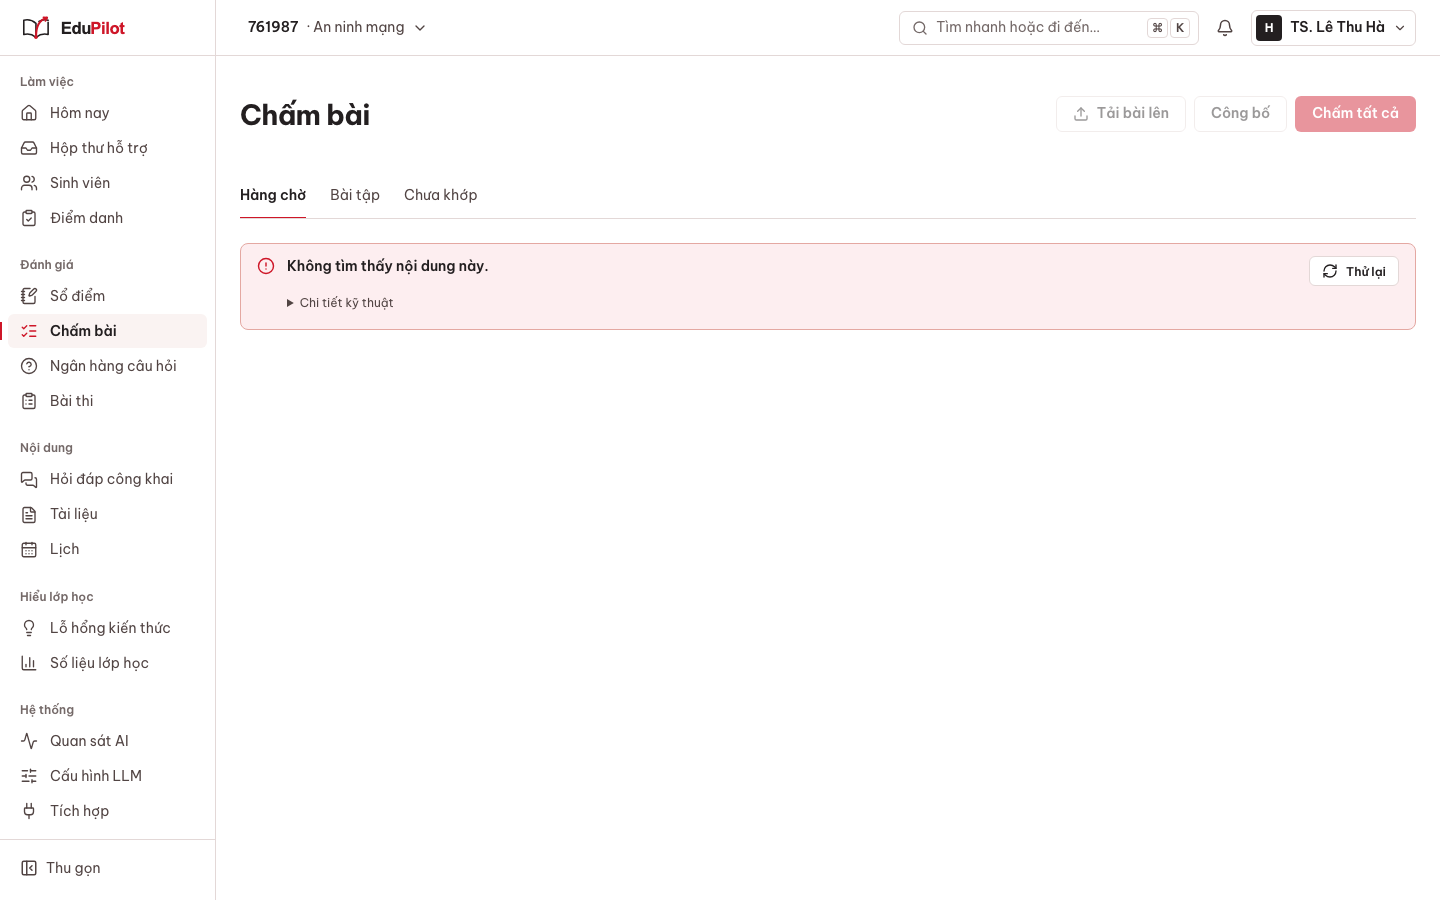 EduPilot
761987 · An ninh mạng
Tìm nhanh hoặc đi đến...
⌘ K
H TS. Lê Thu Hà
Làm việc
Hôm nay
Hộp thư hỗ trợ
Sinh viên
Điểm danh
Đánh giá
Sổ điểm
Chấm bài
Ngân hàng câu hỏi
Bài thi
Nội dung
Hỏi đáp công khai
Tài liệu
Lịch
Hiểu lớp học
Lỗ hổng kiến thức
Số liệu lớp học
Hệ thống
Quan sát AI
Cấu hình LLM
Tích hợp
Thu gọn
Chấm bài
Tải bài lên
Công bố
Chấm tất cả
Hàng chờ
Bài tập
Chưa khớp
Không tìm thấy nội dung này.
Chi tiết kỹ thuật
Thử lại